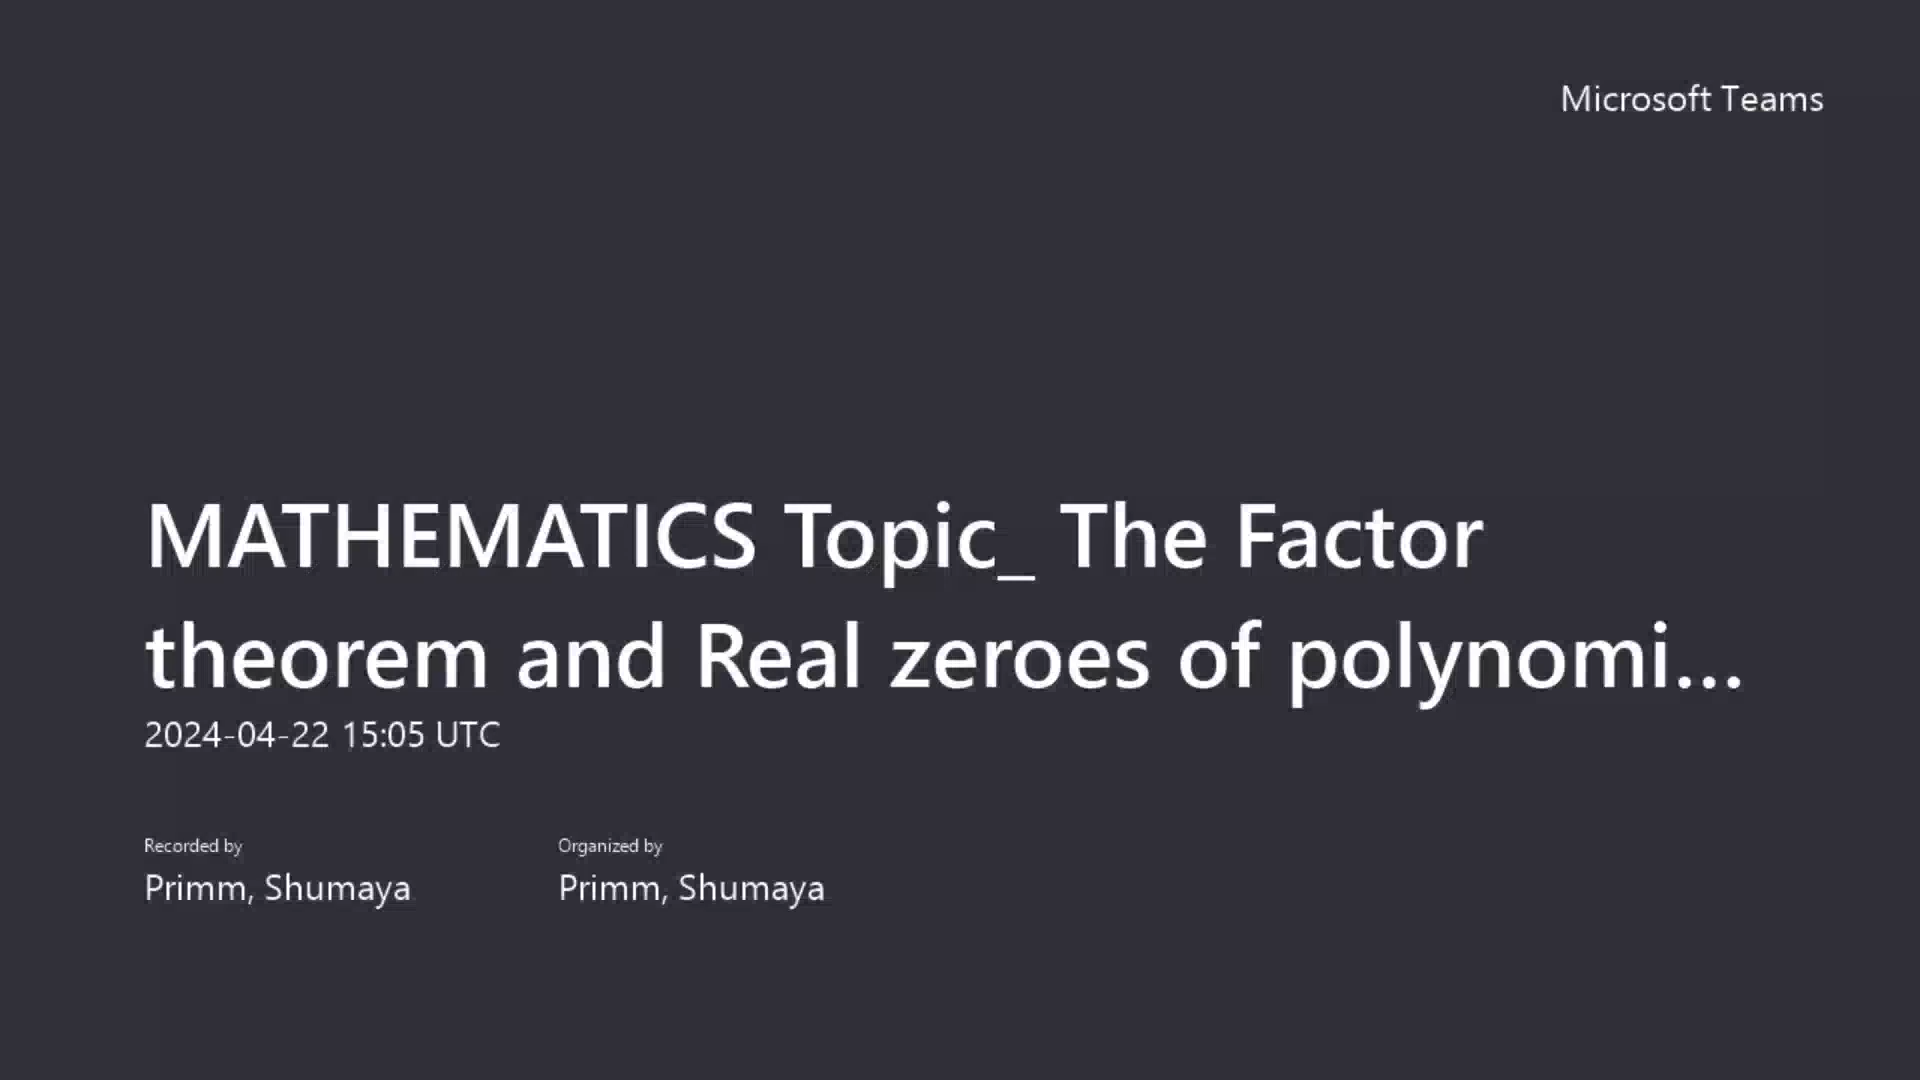 Microsoft Teams
MATHEMATICS Topic_ The Factor
theorem and Real zeroes of polynomi...
2024-04-22 15:05 UTC
Recorded by
Primm, Shumaya
Organized by
Primm, Shumaya